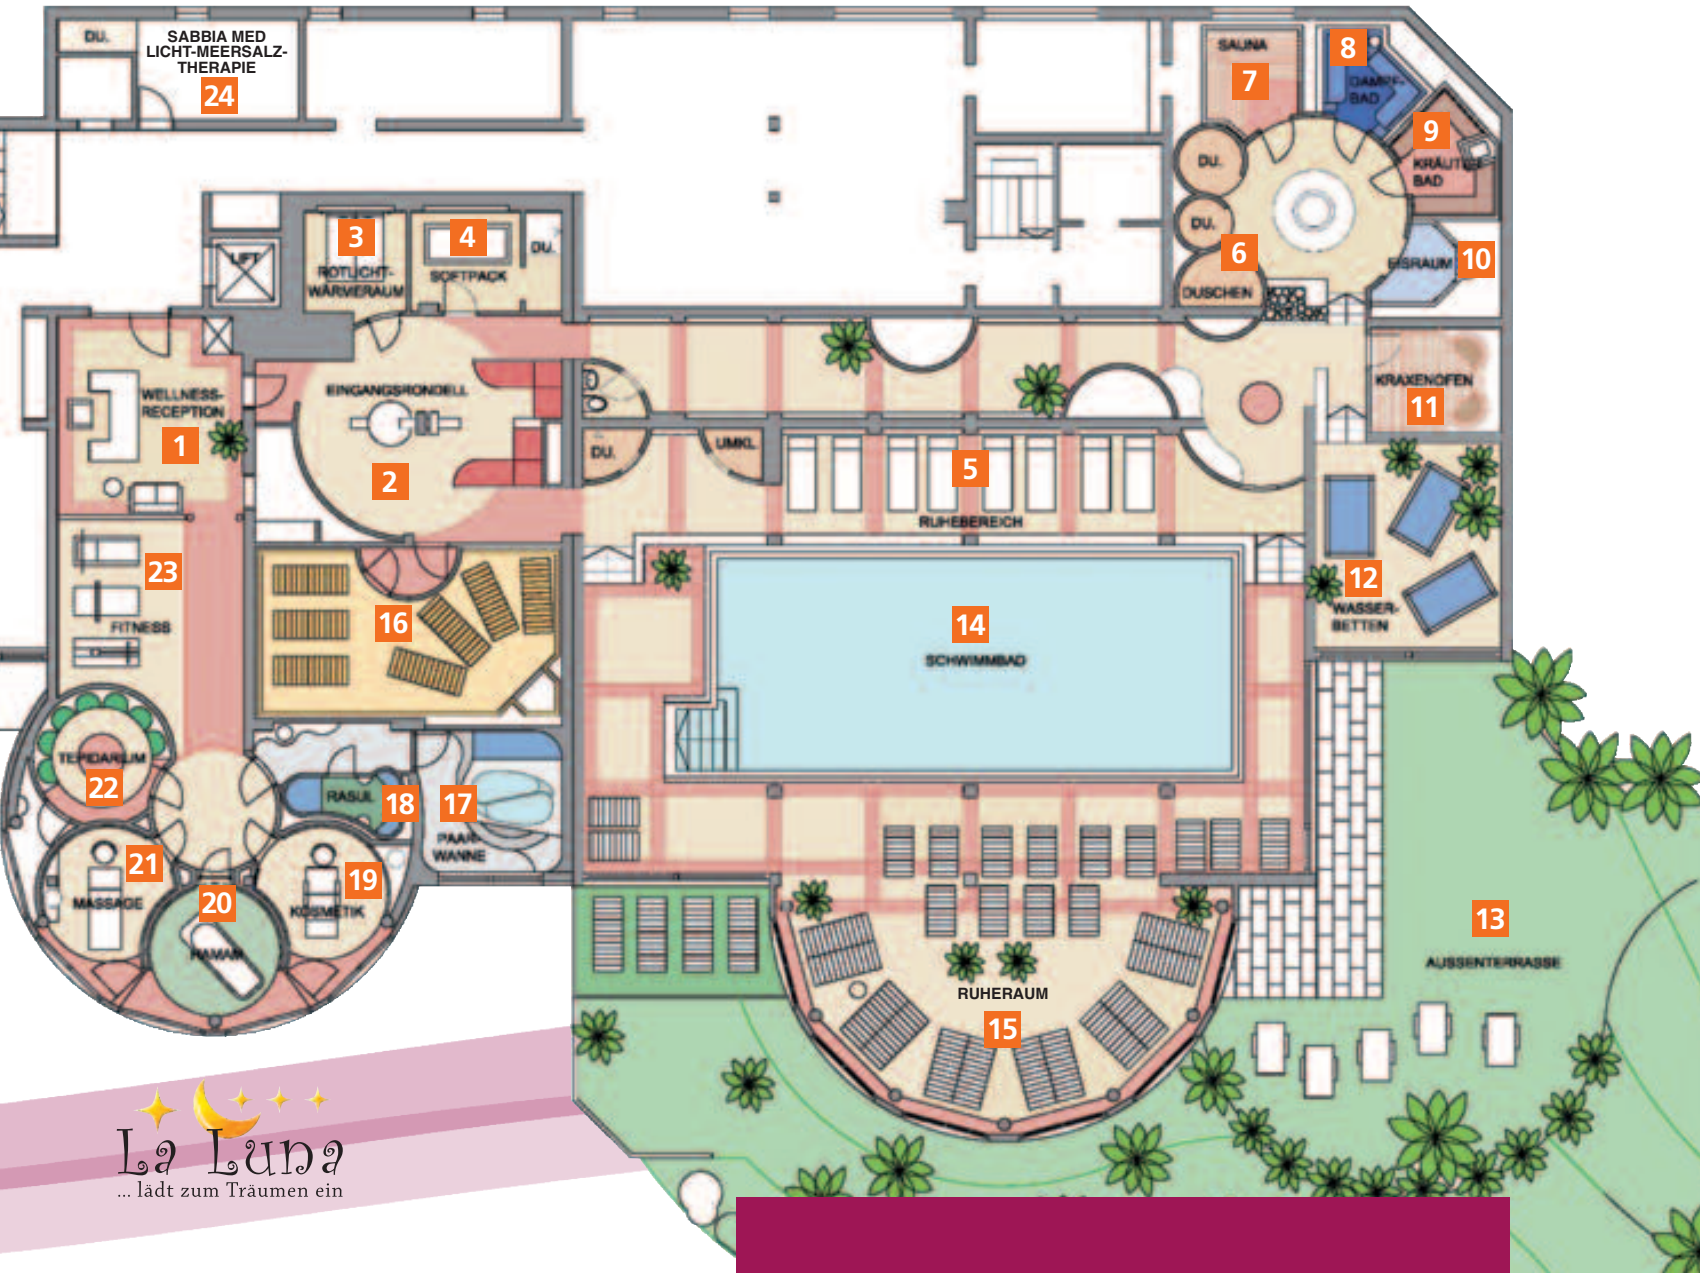 DU.
SABBIA MED
LICHT-MEERSALZ-
THERAPIE
24
SAUNA
7
8
DAMPF-
BAD
9
KRÄUTER
BAD
DU.
DU.
6
DUSCHEN
EISRAUM
10
LIFT
3
ROTLICHT-
WÄRMERAUM
4
SOFTPACK
DU.
WELLNESS-
RECEPTION
1
EINGANGSRONDELL
2
KRAXENOFEN
11
DU.
UMKL.
5
RUHEBEREICH
23
FITNESS
16
14
SCHWIMMBAD
12
WASSER-
BETTEN
TEPIDARIUM
22
RASUL
18
17
PAAR-
WANNE
21
MASSAGE
20
HAMAM
19
KOSMETIK
13
AUSSENTERRASSE
RUHERAUM
15
La Luna
... lädt zum Träumen ein